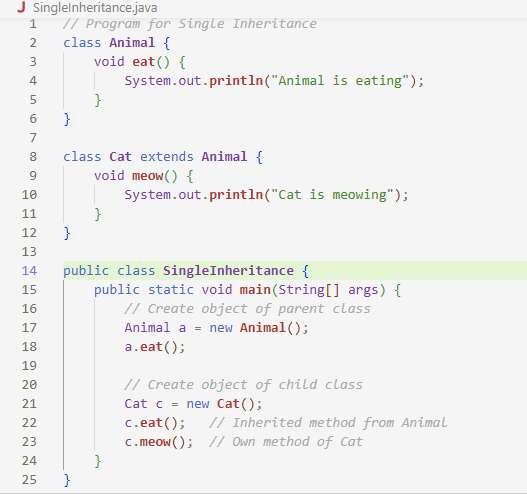 J SingleInheritance.java
1 // Program for Single Inheritance
2 class Animal {
3     void eat() {
4         System.out.println("Animal is eating");
5     }
6 }
7
8 class Cat extends Animal {
9     void meow() {
10         System.out.println("Cat is meowing");
11     }
12 }
13
14 public class SingleInheritance {
15     public static void main(String[] args) {
16         // Create object of parent class
17         Animal a = new Animal();
18         a.eat();
19
20         // Create object of child class
21         Cat c = new Cat();
22         c.eat();   // Inherited method from Animal
23         c.meow();  // Own method of Cat
24     }
25 }